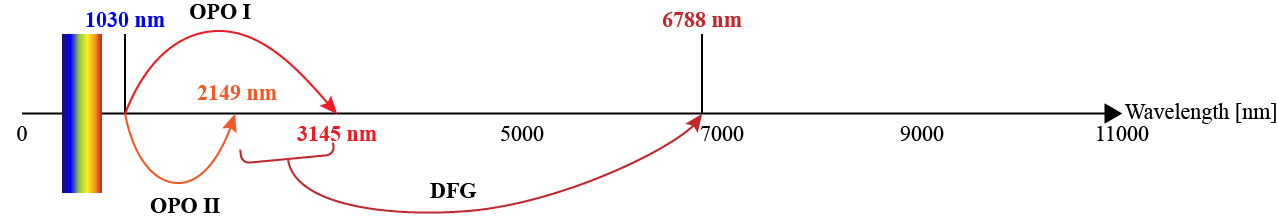 OPO I
1030 nm
6788 nm
2149 nm
Wavelength [nm]
0
3145 nm
5000
7000
9000
11000
DFG
OPO II